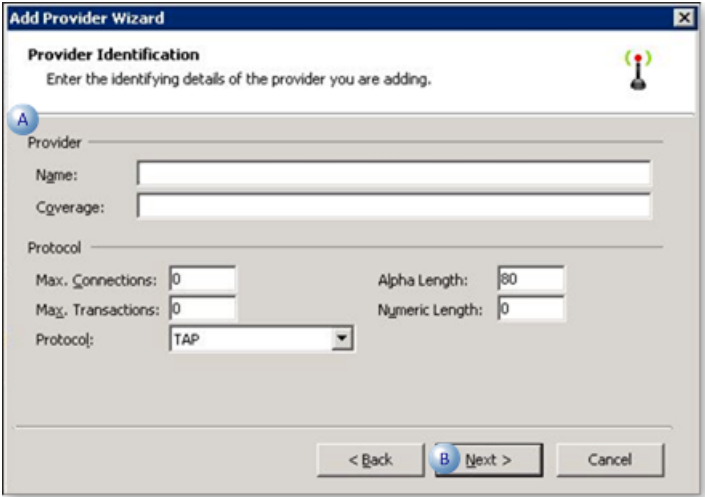 Add Provider Wizard
Provider Identification
Enter the identifying details of the provider you are adding.
A
Provider
Name:
Coverage:
Protocol
Max. Connections: 0 Alpha Length: 80
Max. Transactions: 0 Numeric Length: 0
Protocol: TAP
< Back B Next > Cancel